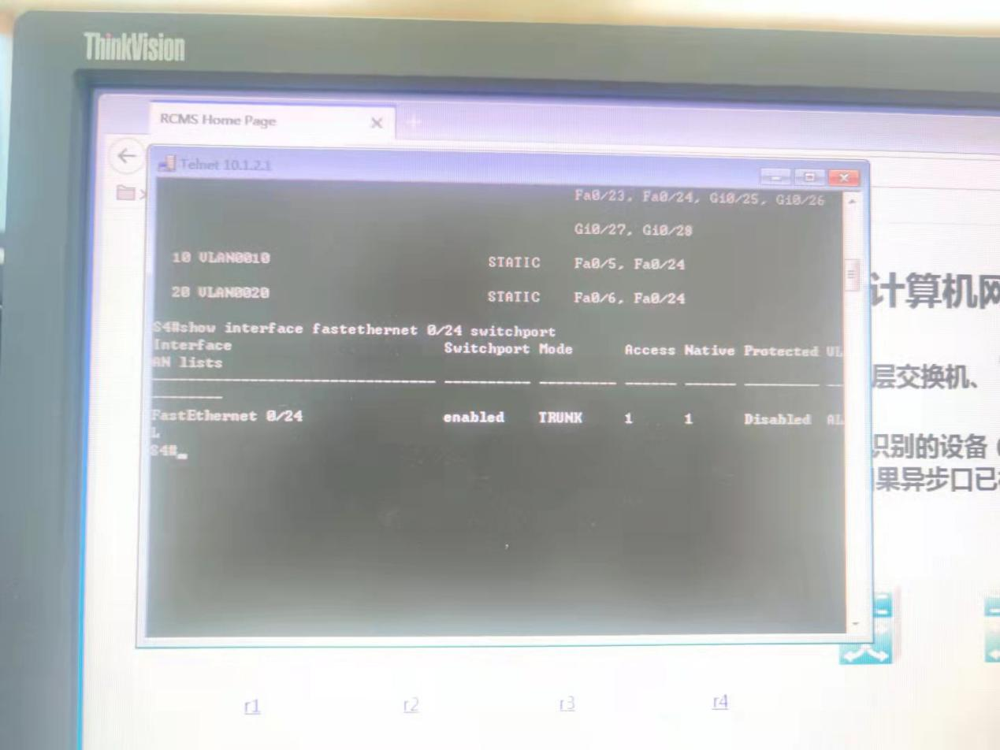 ThinkVision
RCMS Home Page
Telnet 10.1.2.1
Fa0/23, Fa0/24, Gi0/25, Gi0/26
Gi0/27, Gi0/28
10 VLAN0010 STATIC Fa0/5, Fa0/24
20 VLAN0020 STATIC Fa0/6, Fa0/24
S4#show interface fastethernet 0/24 switchport
Interface Switchport Mode Access Native Protected VL
AN lists
-------------------------------- ---------- --------- ------ ------ --------- --
--------
FastEthernet 0/24 enabled TRUNK 1 1 Disabled AL
L
S4#_
计算机网
层交换机、
识别的设备
果异步口已
r1 r2 r3 r4